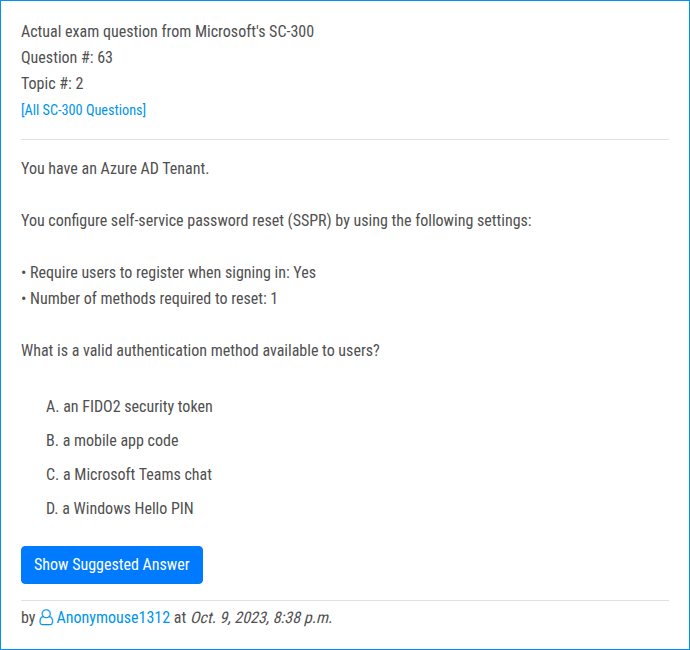 Actual exam question from Microsoft's SC-300
Question #: 63
Topic #: 2
[All SC-300 Questions]
You have an Azure AD Tenant.
You configure self-service password reset (SSPR) by using the following settings:
• Require users to register when signing in: Yes
• Number of methods required to reset: 1
What is a valid authentication method available to users?
A. an FIDO2 security token
B. a mobile app code
C. a Microsoft Teams chat
D. a Windows Hello PIN
Show Suggested Answer
by Anonymouse1312 at Oct. 9, 2023, 8:38 p.m.